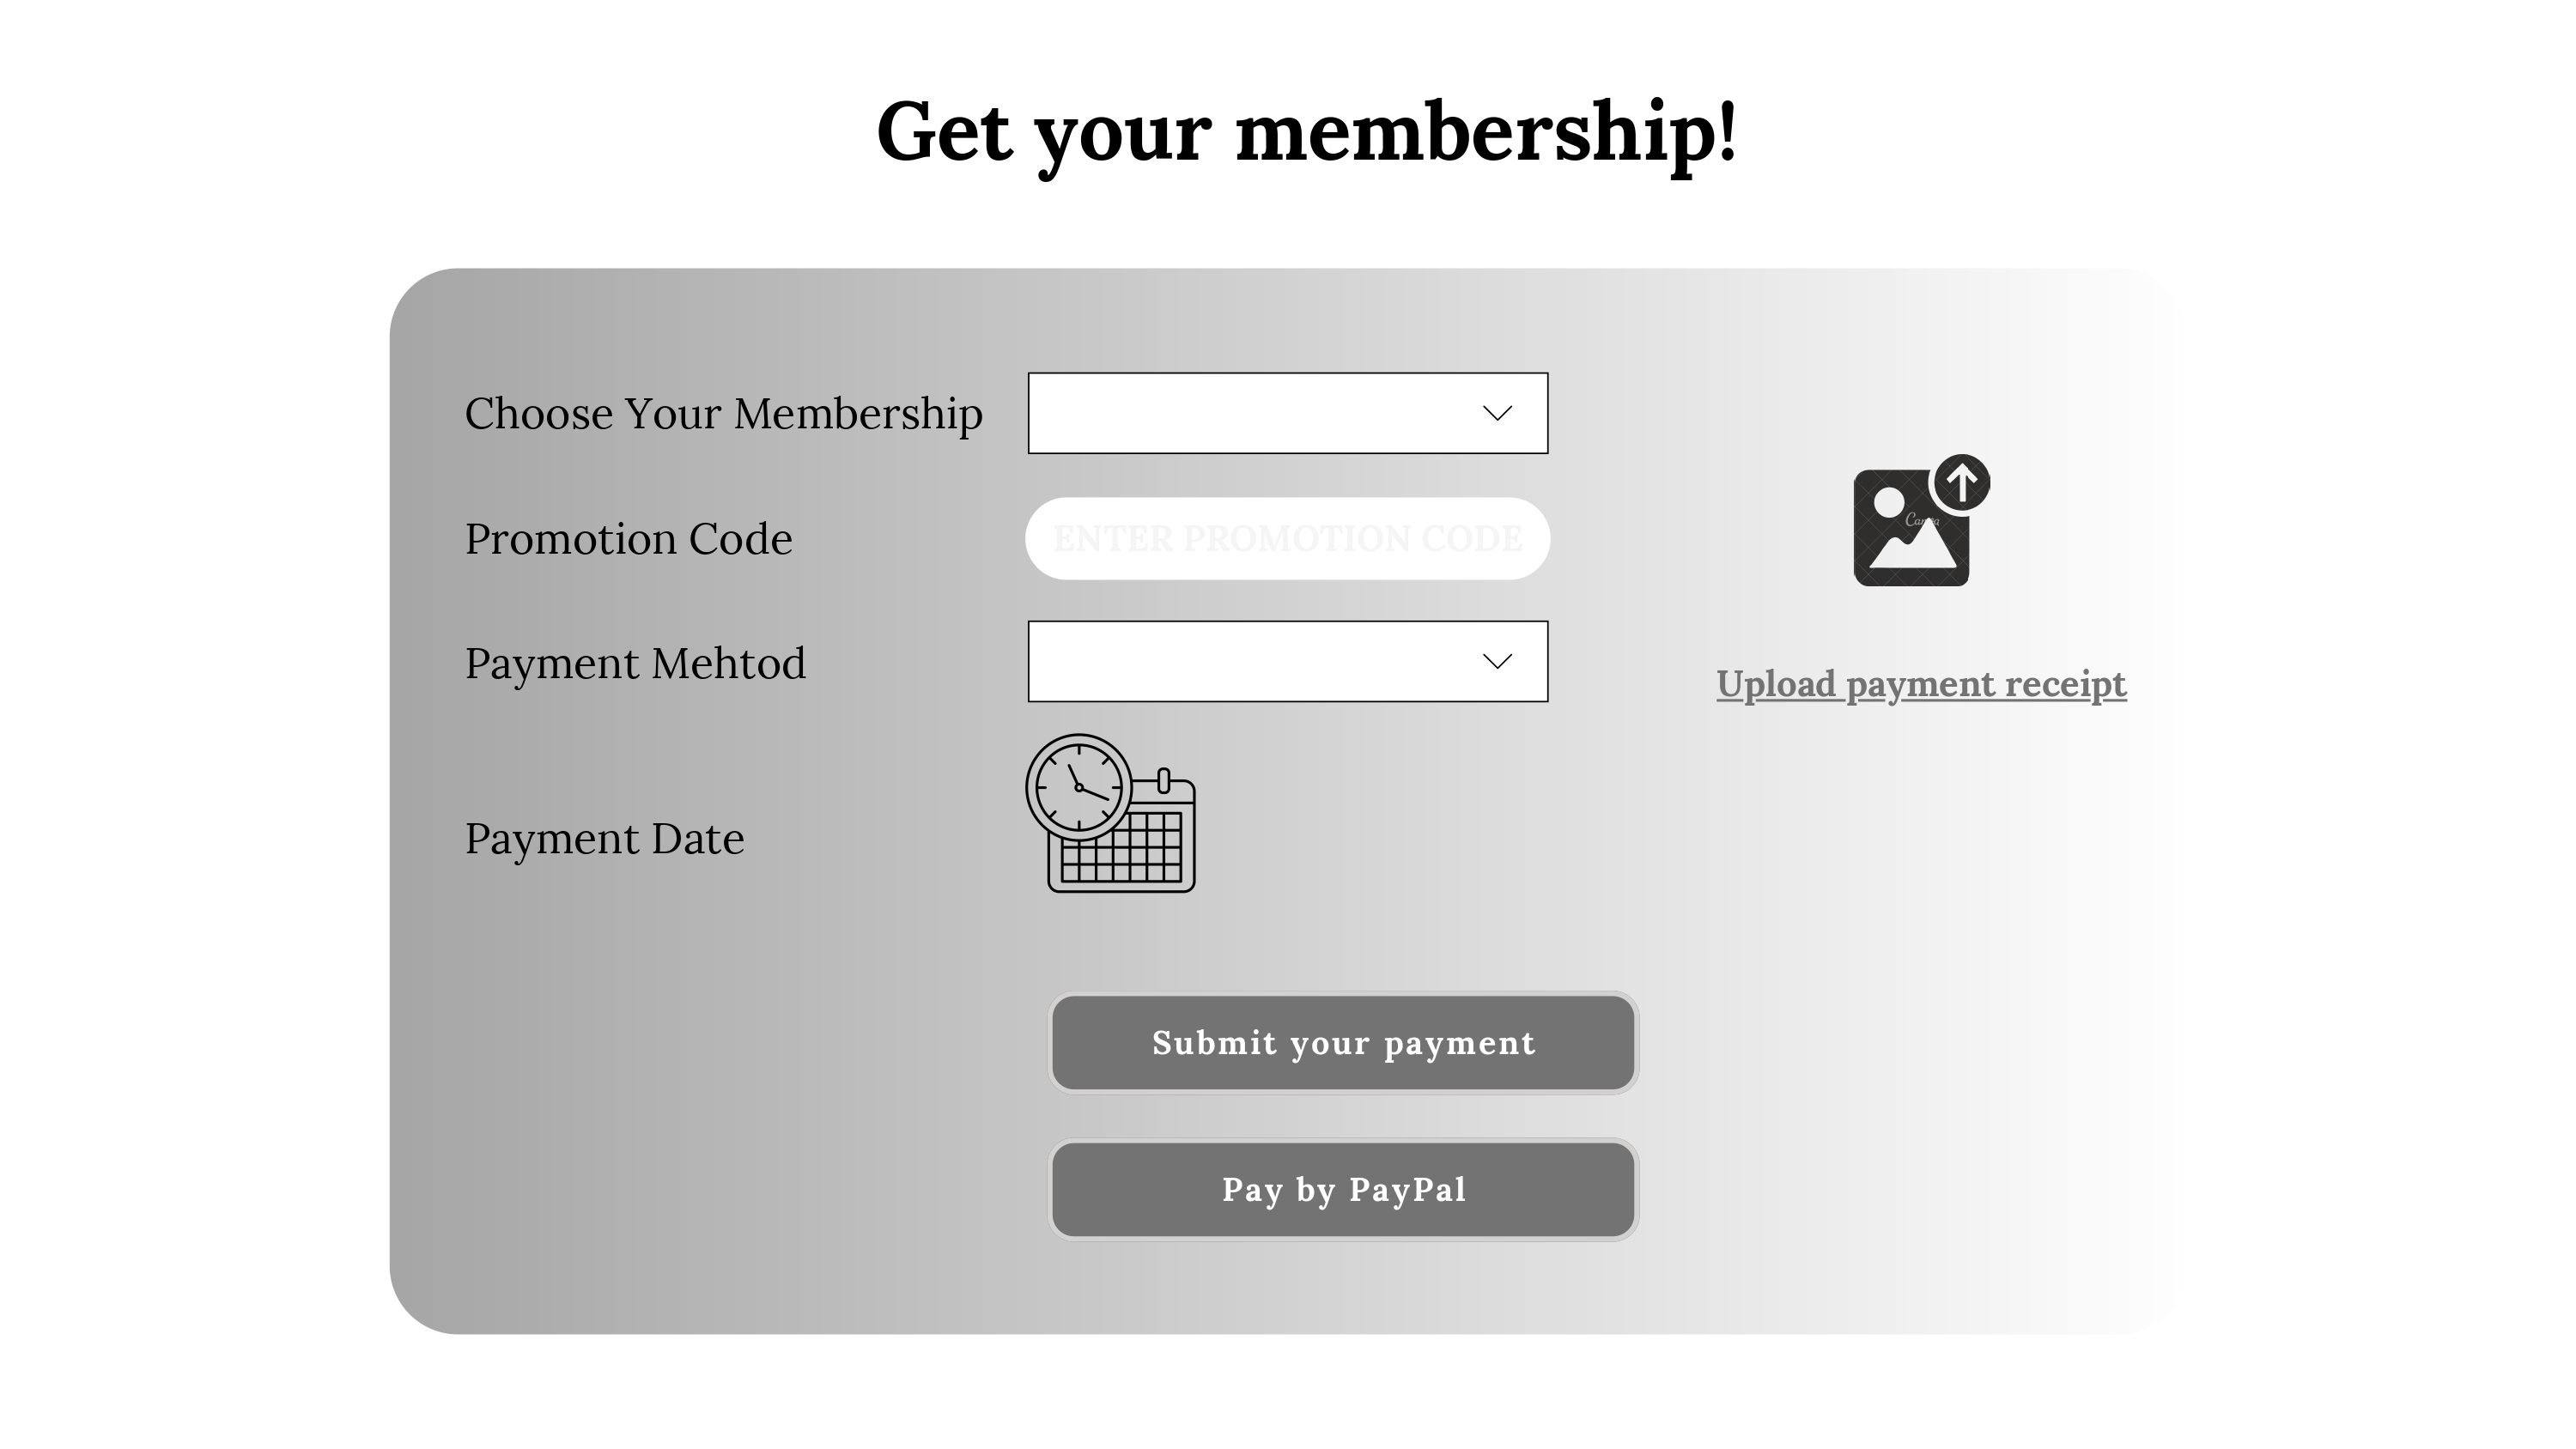 Get your membership!
Choose Your Membership
Promotion Code
ENTER PROMOTION CODE
Payment Mehtod
Payment Date
Canva
Upload payment receipt
Submit your payment
Pay by PayPal